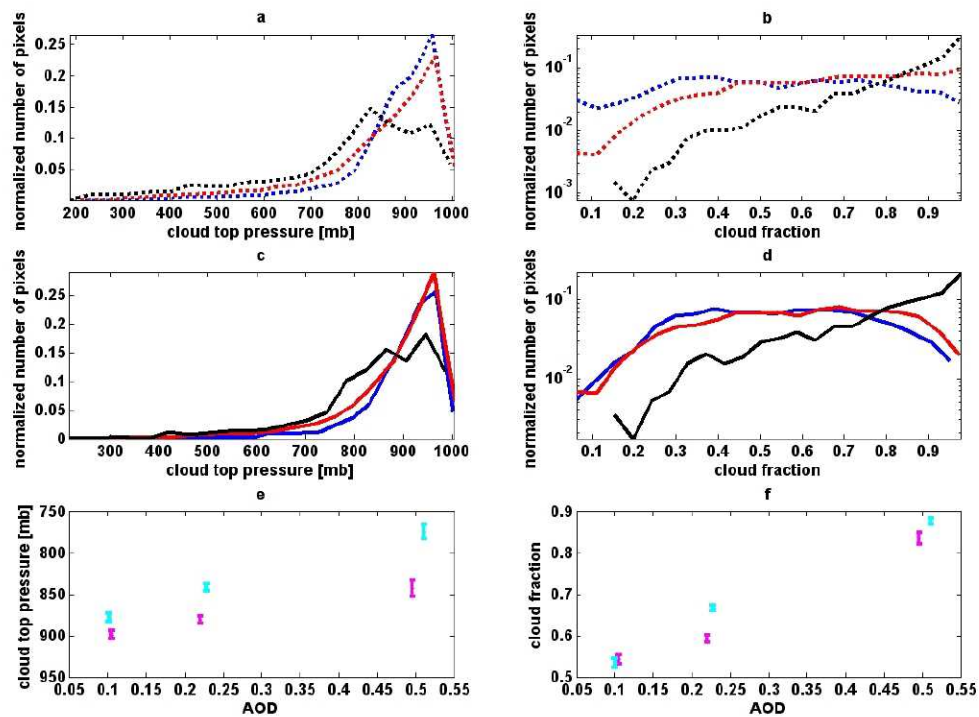 a
normalized number of pixels
0.25
0.2
0.15
0.1
0.05
200 300 400 500 600 700 800 900 1000
cloud top pressure [mb]
b
normalized number of pixels
10-1
10-2
10-3
0.1 0.2 0.3 0.4 0.5 0.6 0.7 0.8 0.9
cloud fraction
c
normalized number of pixels
0.25
0.2
0.15
0.1
0.05
0
300 400 500 600 700 800 900 1000
cloud top pressure [mb]
d
normalized number of pixels
10-1
10-2
0.1 0.2 0.3 0.4 0.5 0.6 0.7 0.8 0.9
cloud fraction
e
cloud top pressure [mb]
750
800
850
900
950
0.05 0.1 0.15 0.2 0.25 0.3 0.35 0.4 0.45 0.5 0.55
AOD
f
cloud fraction
0.9
0.8
0.7
0.6
0.5
0.05 0.1 0.15 0.2 0.25 0.3 0.35 0.4 0.45 0.5 0.55
AOD